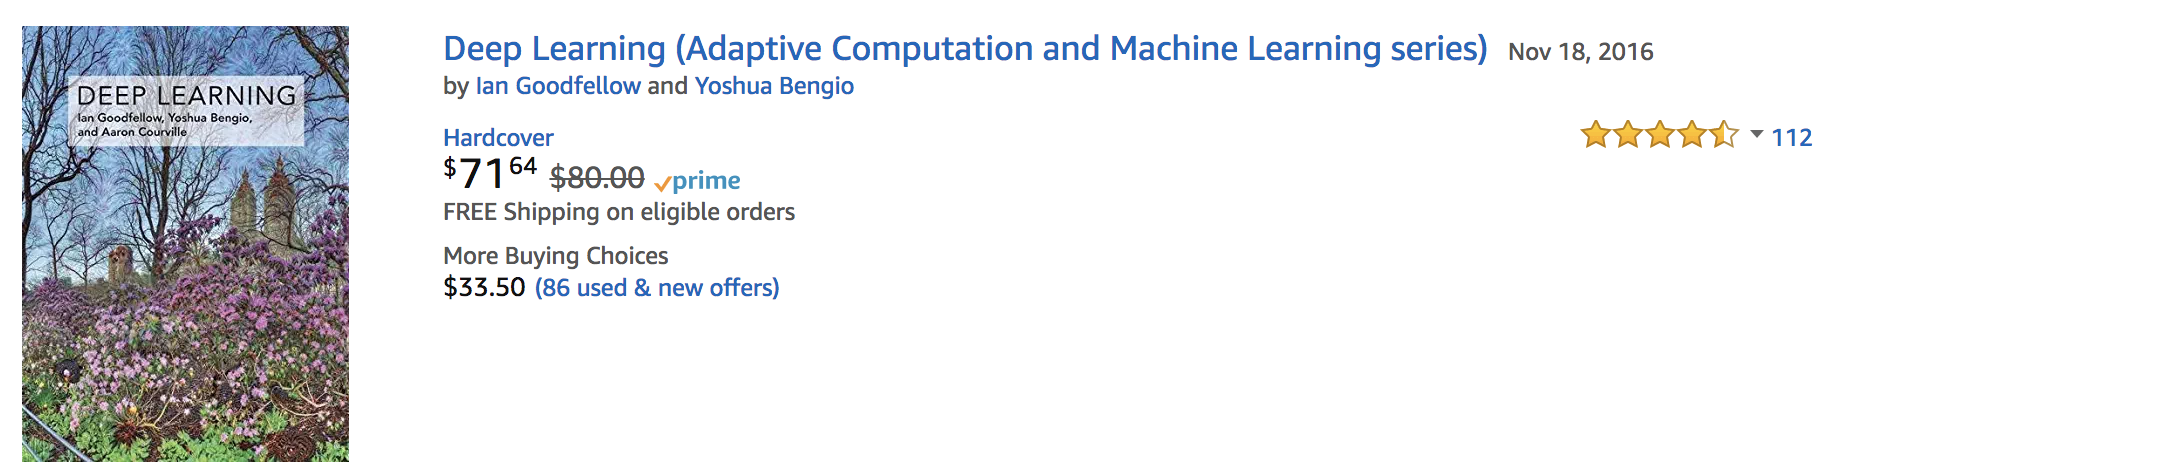 DEEP LEARNING
Ian Goodfellow, Yoshua Bengio,
and Aaron Courville
Deep Learning (Adaptive Computation and Machine Learning series) Nov 18, 2016
by Ian Goodfellow and Yoshua Bengio
Hardcover
112
$71.64 $80.00 prime
FREE Shipping on eligible orders
More Buying Choices
$33.50 (86 used & new offers)